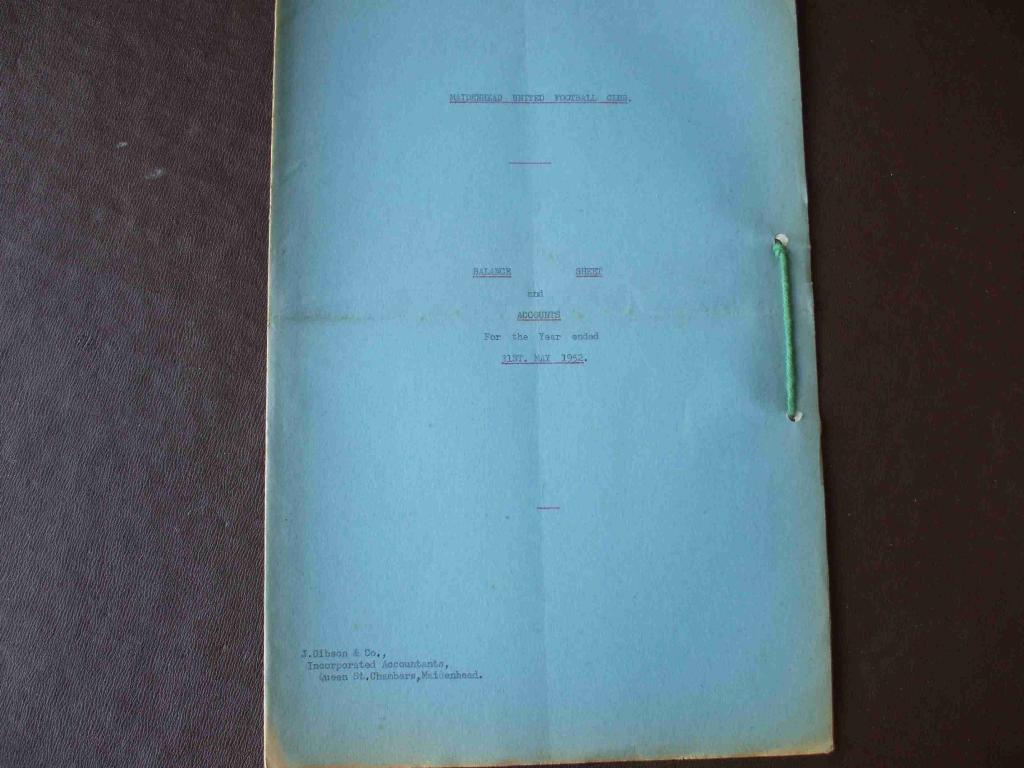 MAIDENHEAD UNITED FOOTBALL CLUB.
BALANCE SHEET
and
ACCOUNTS
For the Year ended
31ST. MAY 1952.
J.Gibson & Co.,
Incorporated Accountants,
Queen St.Chambers,Maidenhead.